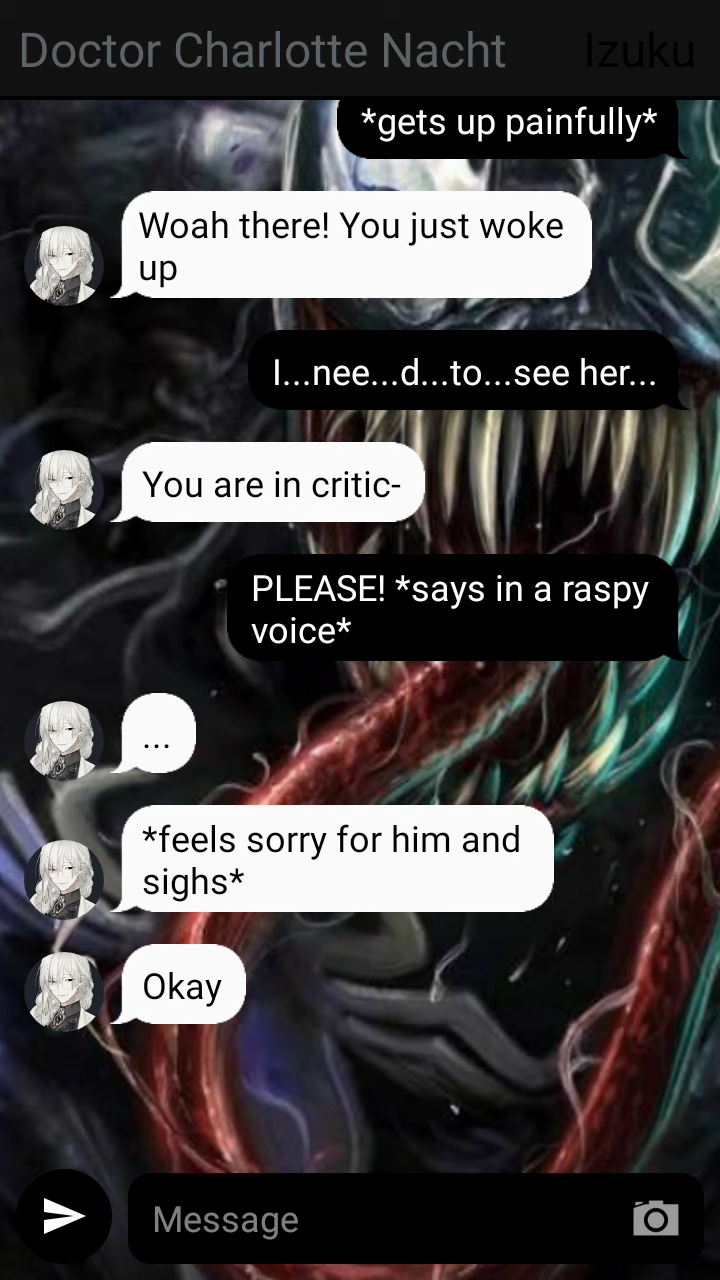 Doctor Charlotte Nacht Izuku
*gets up painfully*
Woah there! You just woke
up
I...nee...d...to...see her...
You are in critic-
PLEASE! *says in a raspy
voice*
...
*feels sorry for him and
sighs*
Okay
Message